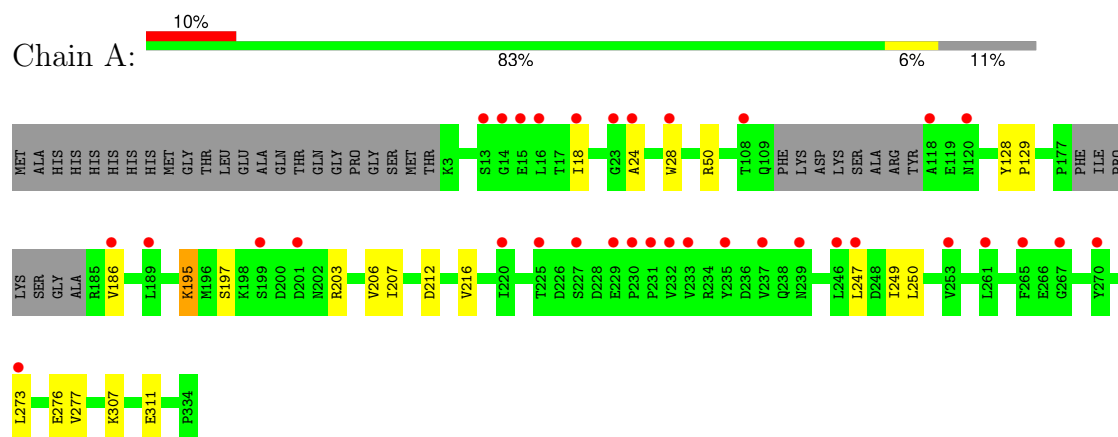 10%
Chain A:
83% 6% 11%
MET ALA HIS HIS HIS HIS HIS HIS MET GLY THR LEU GLU ALA GLN THR GLN GLY PRO GLY SER MET THR K3 S13 G14 E15 L16 T17 I18 G23 A24 W28 R50 T108 Q109 PHE LYS ASP LYS SER ALA ARG TYR A118 E119 N120 Y128 P129 P177 PHE ILE PRO
LYS SER GLY ALA R185 V186 L189 K195 M196 S197 K198 S199 D200 D201 N202 R203 V206 I207 D212 V216 I220 T225 D226 S227 D228 E229 P230 P231 V232 V233 R234 Y235 D236 V237 Q238 N239 L246 L247 D248 I249 L250 V253 L261 F265 E266 G267 Y270
L273 E276 V277 K307 E311 P334